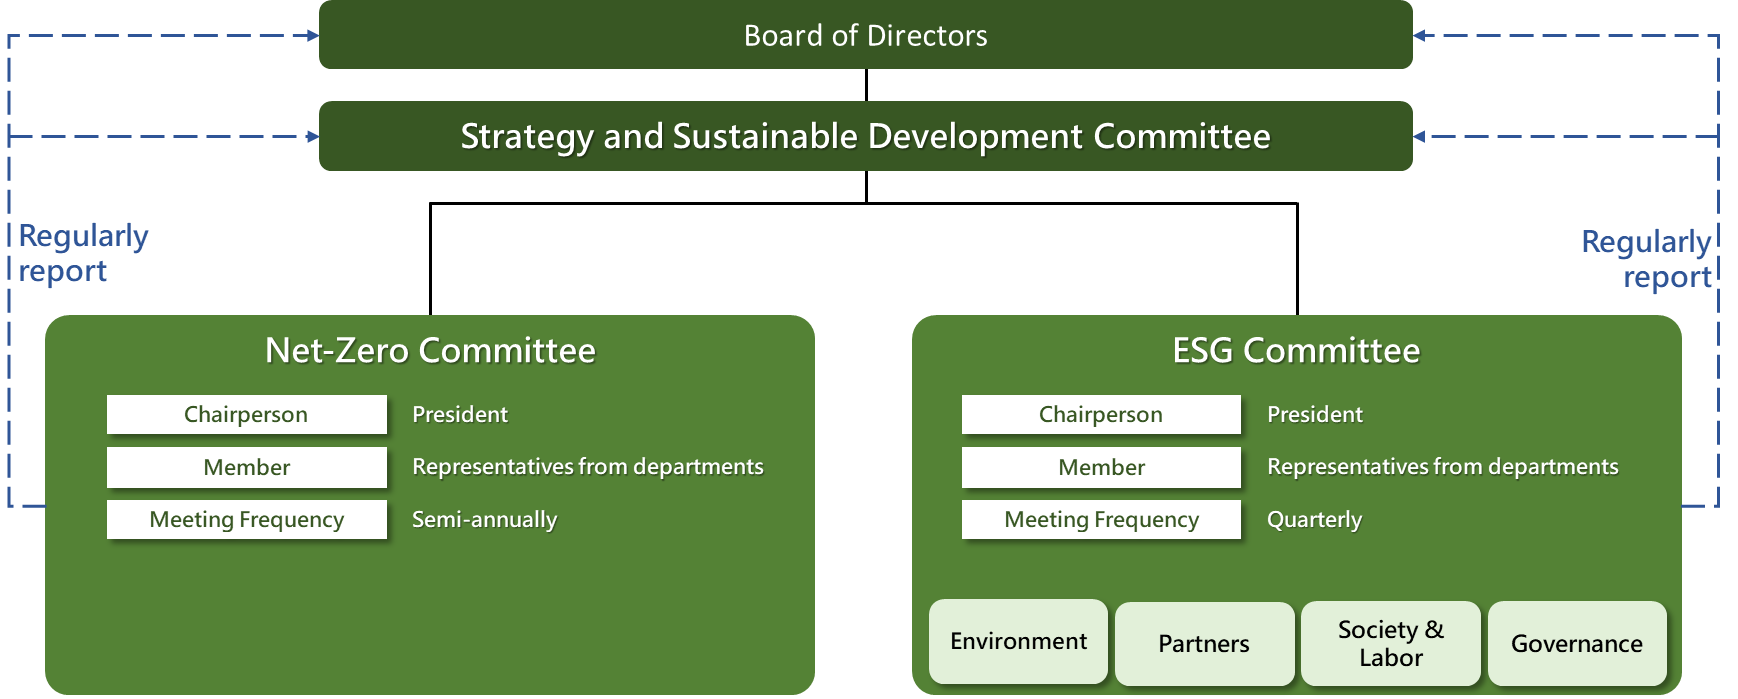 Board of Directors
Strategy and Sustainable Development Committee
Regularly
report
Regularly
report
Net-Zero Committee
Chairperson
President
Member
Representatives from departments
Meeting Frequency
Semi-annually
ESG Committee
Chairperson
President
Member
Representatives from departments
Meeting Frequency
Quarterly
Environment
Partners
Society &
Labor
Governance